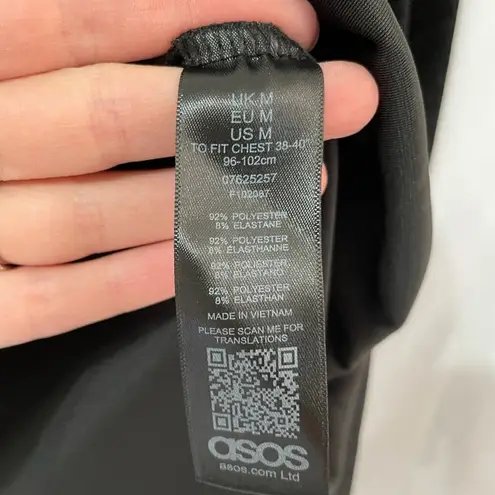 UK M
EU M
US M
TO FIT CHEST 38-40"
96-102cm
07625257
F102087
92% POLYESTER
8% ELASTANE
92% POLYESTER
8% ÉLASTHANNE
92% POLYESTER
8% ELASTANO
92% POLYESTER
8% ELASTHAN
MADE IN VIETNAM
PLEASE SCAN ME FOR
TRANSLATIONS
asos
asos.com Ltd